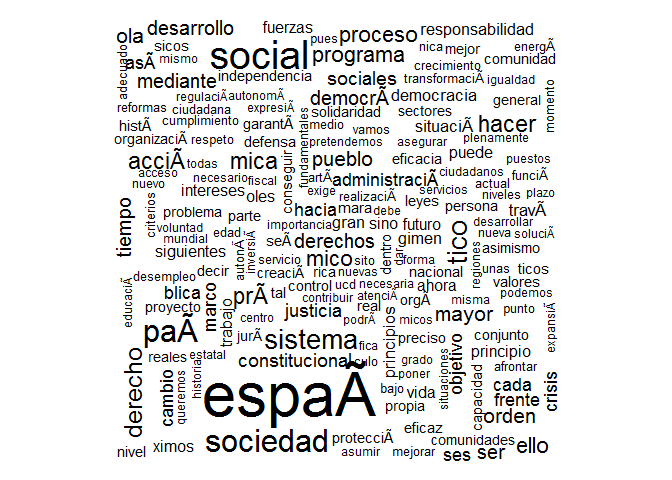 ola desarrollo fuerzas pues proceso responsabilidad
adecuado asÃ sicos mismo social programa nica mejor energÃ
crecimiento comunidad
mediante independencia sociales transformaciÃ igualdad
regulaciÃ autonomÃ democrÃ democracia general momento
reformas ciudadana expresiÃ solidaridad sectores
histÃ cumplimiento garantÃ medio vamos situaciÃ hacer
organizaciÃ respeto defensa pretendemos asegurar plenamente
acciÃ todas mica conseguir fundamentales pueblo eficacia puede puestos
acceso necesario fiscal artÃ administraciÃ ciudadanos funciÃ
nuevo exige realizaciÃ servicios actual
tiempo criterios intereses oles hacia mara debe leyes persona niveles plazo
problema parte importancia gran sino futuro tico travÃ desarrollar
voluntad mundial edad autonÃ inversiÃ seÃ derechos dentro dar gimen regiones nueva soluciÃ
siguientes servicio mico sito forma asimismo
educaciÃ desempleo decir creaciÃ rica nuevas nacional ahora unas ticos
blica marco prÃ tal control ucd necesaria orgÃ misma valores
proyecto trabajo contribuir atenciÃ podemos
centro justicia real podrÃ micos mayor punto expansiÃ
paÃ jurÃ sistema fica principios preciso conjunto
derecho reales estatal constitucional culo grado objetivo principio
cambio queremos historia poner situaciones capacidad afrontar
espaÃ bajo vida cada crisis
propia frente
orden
nivel ximos sociedad protecciÃ eficaz comunidades ello
asumir mejorar ses ser